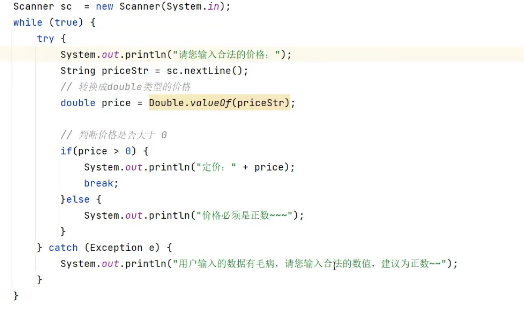 Scanner sc  = new Scanner(System.in);
while (true) {
    try {
        System.out.println("请您输入合法的价格：");
        String priceStr = sc.nextLine();
        // 转换成double类型的价格
        double price = Double.valueOf(priceStr);

        // 判断价格是否大于 0
        if(price > 0) {
            System.out.println("定价：" + price);
            break;
        }else {
            System.out.println("价格必须是正数~~~");
        }
    } catch (Exception e) {
        System.out.println("用户输入的数据有毛病，请您输入合法的数值，建议为正数~~");
    }
}